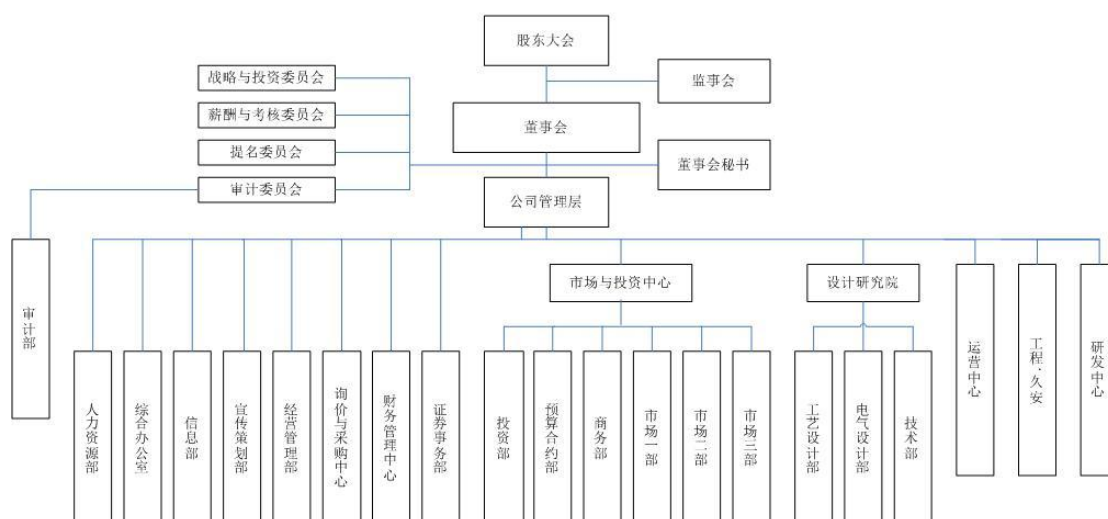 股东大会
战略与投资委员会
监事会
薪酬与考核委员会
董事会
提名委员会
董事会秘书
审计委员会
公司管理层
审计部
市场与投资中心
设计研究院
运营中心
工程·久安
研发中心
人力资源部
综合办公室
信息部
宣传策划部
经营管理部
询价与采购中心
财务管理中心
证券事务部
投资部
预算合约部
商务部
市场一部
市场二部
市场三部
工艺设计部
电气设计部
技术部